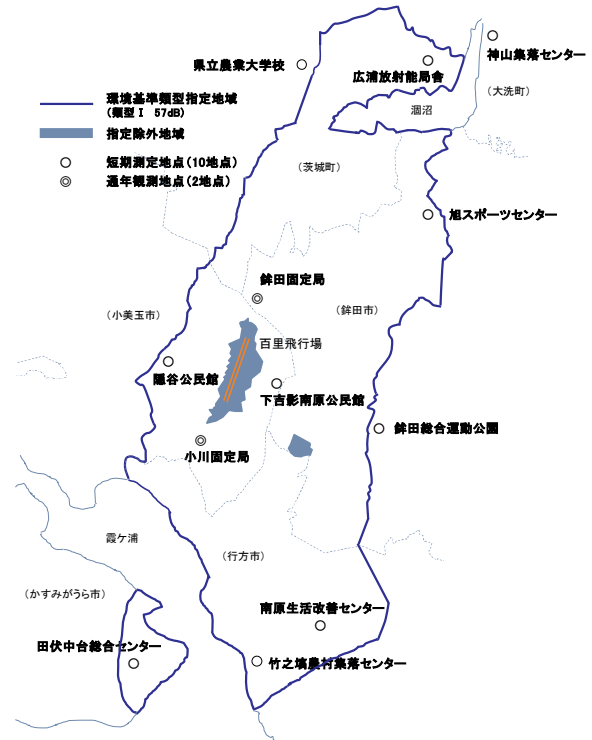 神山集落センター
県立農業大学校
広浦放射能局舎
(大洗町)
環境基準類型指定地域
(類型Ⅰ 57dB)
涸沼
指定除外地域
短期測定地点(10地点)
(茨城町)
通年観測地点(2地点)
旭スポーツセンター
鉾田固定局
(小美玉市)
(鉾田市)
百里飛行場
隠谷公民館
下吉影南原公民館
鉾田総合運動公園
小川固定局
霞ケ浦
(行方市)
(かすみがうら市)
南原生活改善センター
田伏中台総合センター
竹之塙農村集落センター